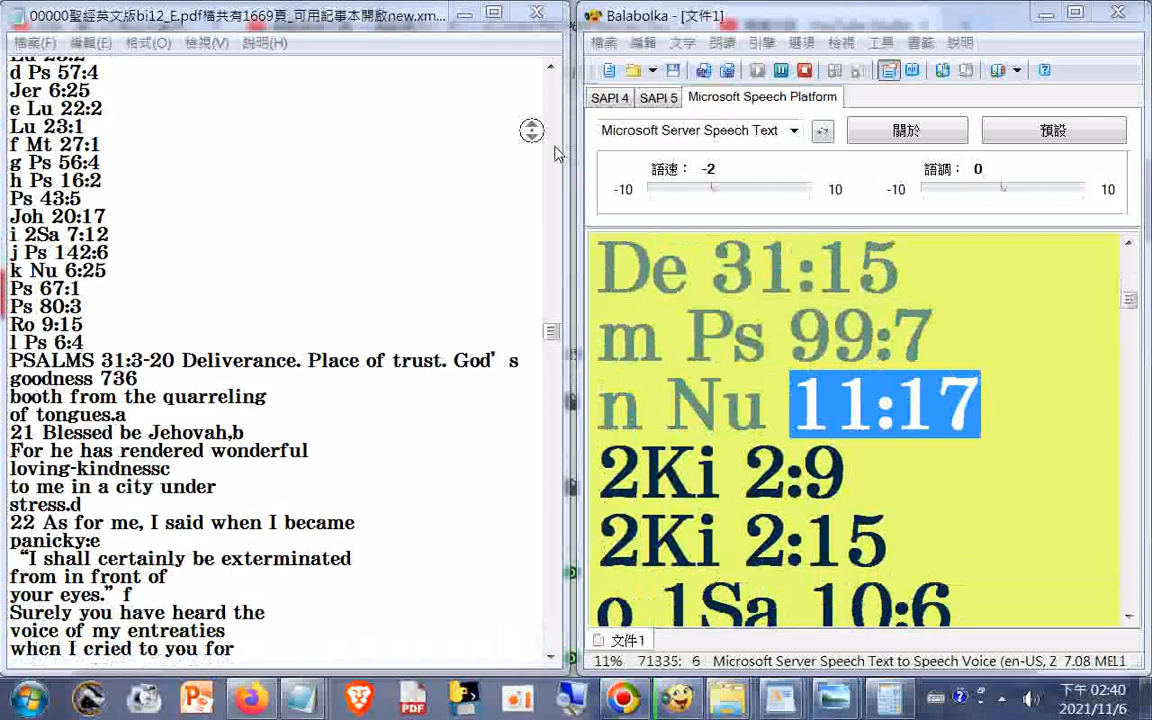 00000聖經英文版bi12_E.pdf檔共有1669頁_可用記事本開啟new.xm...
檔案(F) 編輯(E) 格式(O) 檢視(V) 說明(H)
d Ps 57:4
Jer 6:25
e Lu 22:2
Lu 23:1
f Mt 27:1
g Ps 56:4
h Ps 16:2
Ps 43:5
Joh 20:17
i 2Sa 7:12
j Ps 142:6
k Nu 6:25
Ps 67:1
Ps 80:3
Ro 9:15
l Ps 6:4
PSALMS 31:3-20 Deliverance. Place of trust. God’s
goodness 736
booth from the quarreling
of tongues.a
21 Blessed be Jehovah,b
For he has rendered wonderful
loving-kindnessc
to me in a city under
stress.d
22 As for me, I said when I became
panicky:e
“I shall certainly be exterminated
from in front of
your eyes.” f
Surely you have heard the
voice of my entreaties
when I cried to you for
Balabolka - [文件1]
檔案 編輯 文字 朗讀 引擎 選項 檢視 工具 書籤 說明
SAPI 4 SAPI 5 Microsoft Speech Platform
Microsoft Server Speech Text 關於 預設
語速： -2 語調： 0
-10 10 -10 10
De 31:15
m Ps 99:7
n Nu 11:17
2Ki 2:9
2Ki 2:15
o 1Sa 10:6
文件1
11% 71335: 6 Microsoft Server Speech Text to Speech Voice (en-US, Z 7.08 ME11
PDF
下午 02:40
2021/11/6